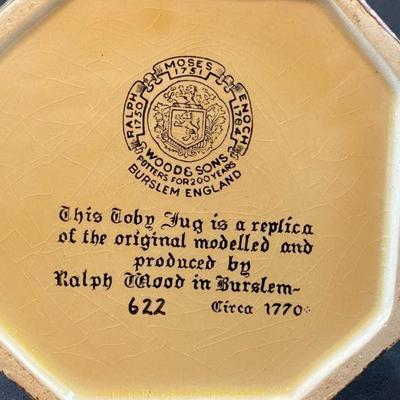 RALPH 1750
MOSES 1751
ENOCH 1784
WOOD & SONS
POTTERS FOR 200 YEARS
BURSLEM ENGLAND
This Toby Jug is a replica
of the original modelled and
produced by
Ralph Wood in Burslem-
622 Circa 1770